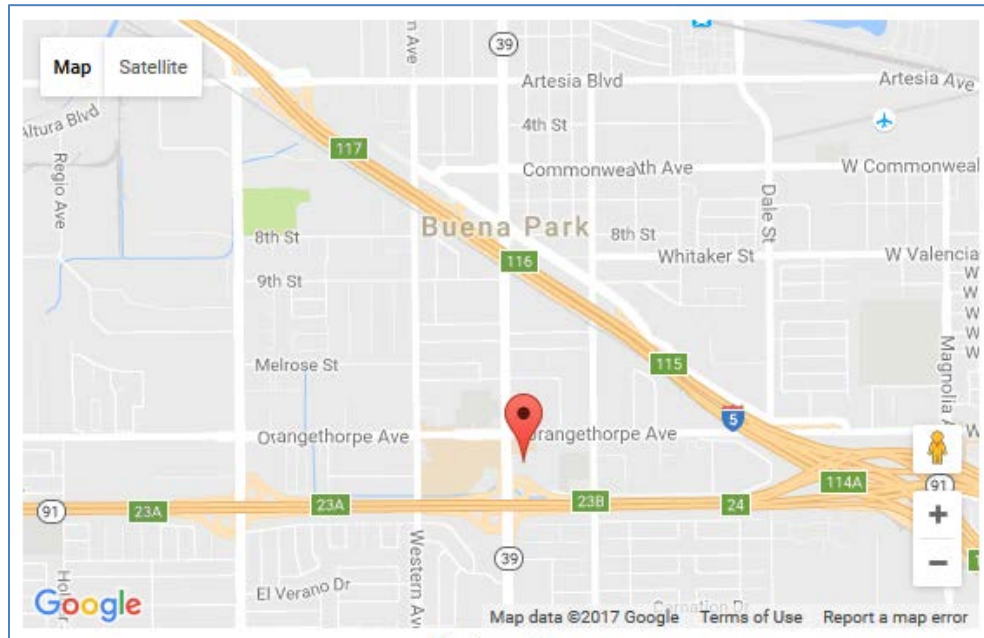 Map Satellite
n Ave
39
Artesia Blvd
Artesia Ave
Altura Blvd
4th St
117
Regio Ave
Commonwealth Ave
W Commonweal
Dale St
Buena Park
8th St
8th St
116
Whitaker St
W Valencia
W
W
W
W
W
9th St
Melrose St
115
Magnolia A
5
Orangethorpe Ave
Orangethorpe Ave
W
114A
91
91
23A
23A
23B
24
+
−
Western Av
39
El Verano Dr
Google
Carnation Dr
Map data ©2017 Google Terms of Use Report a map error